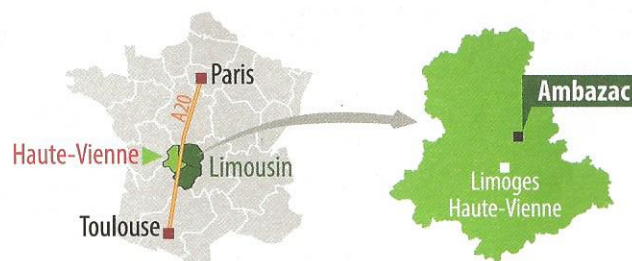 Paris
A20
Haute-Vienne
Limousin
Toulouse
Ambazac
Limoges
Haute-Vienne